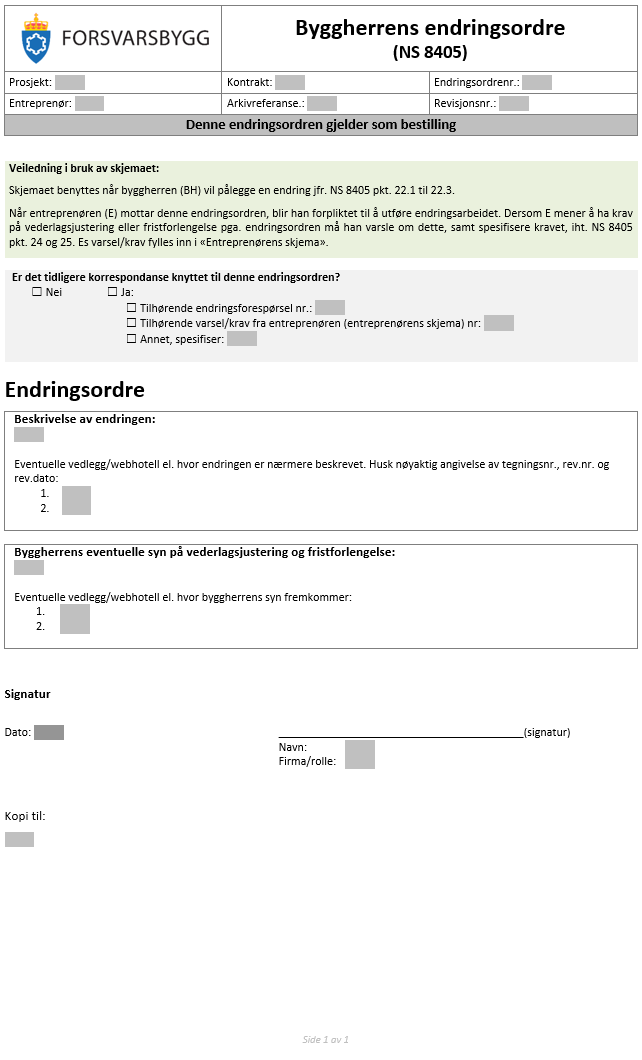 FORSVARSBYGG
Byggherrens endringsordre
(NS 8405)
Prosjekt:
Kontrakt:
Endringsordrenr.:
Entreprenør:
Arkivreferanse.:
Revisjonsnr.:
Denne endringsordren gjelder som bestilling
Veiledning i bruk av skjemaet:
Skjemaet benyttes når byggherren (BH) vil pålegge en endring jfr. NS 8405 pkt. 22.1 til 22.3.
Når entreprenøren (E) mottar denne endringsordren, blir han forpliktet til å utføre endringsarbeidet. Dersom E mener å ha krav
på vederlagsjustering eller fristforlengelse pga. endringsordren må han varsle om dette, samt spesifisere kravet, iht. NS 8405
pkt. 24 og 25. Es varsel/krav fylles inn i «Entreprenørens skjema».
Er det tidligere korrespondanse knyttet til denne endringsordren?
☐ Nei ☐ Ja:
☐ Tilhørende endringsforespørsel nr.:
☐ Tilhørende varsel/krav fra entreprenøren (entreprenørens skjema) nr:
☐ Annet, spesifiser:
Endringsordre
Beskrivelse av endringen:
Eventuelle vedlegg/webhotell el. hvor endringen er nærmere beskrevet. Husk nøyaktig angivelse av tegningsnr., rev.nr. og
rev.dato:
1.
2.
Byggherrens eventuelle syn på vederlagsjustering og fristforlengelse:
Eventuelle vedlegg/webhotell el. hvor byggherrens syn fremkommer:
1.
2.
Signatur
Dato:
(signatur)
Navn:
Firma/rolle:
Kopi til:
Side 1 av 1